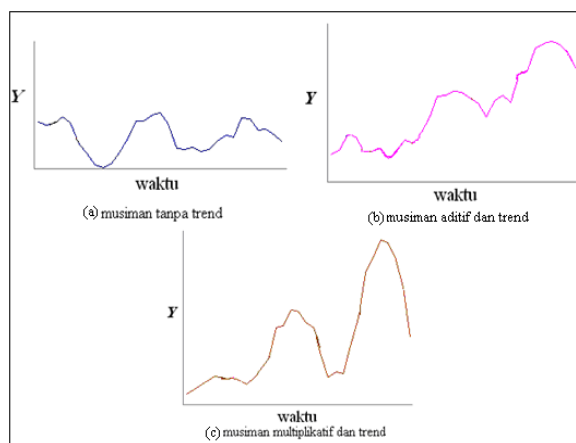 Y
waktu
(a) musiman tanpa trend
Y
waktu
(b) musiman aditif dan trend
Y
waktu
(c) musiman multiplikatif dan trend